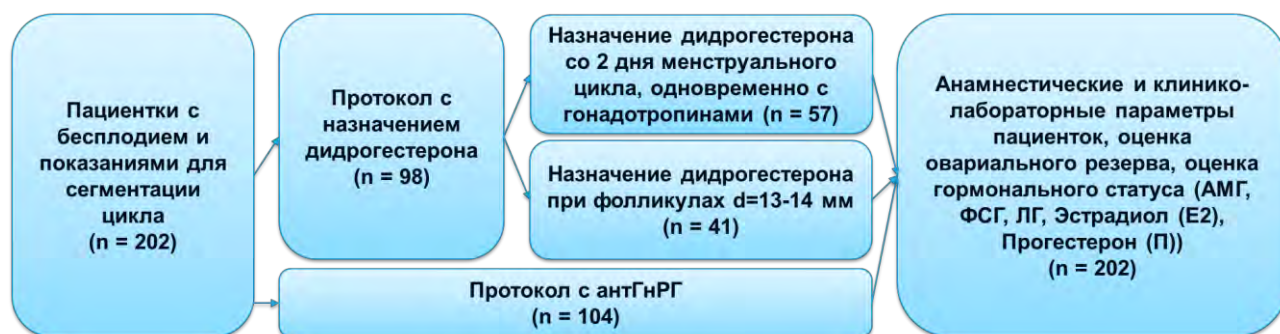 Пациентки с
бесплодием и
показаниями для
сегментации
цикла
(n = 202)
Протокол с
назначением
дидрогестерона
(n = 98)
Назначение дидрогестерона
со 2 дня менструального
цикла, одновременно с
гонадотропинами (n = 57)
Назначение дидрогестерона
при фолликулах d=13-14 мм
(n = 41)
Протокол с антГнРГ
(n = 104)
Анамнестические и клинико-
лабораторные параметры
пациенток, оценка
овариального резерва, оценка
гормонального статуса (АМГ,
ФСГ, ЛГ, Эстрадиол (Е2),
Прогестерон (П))
(n = 202)